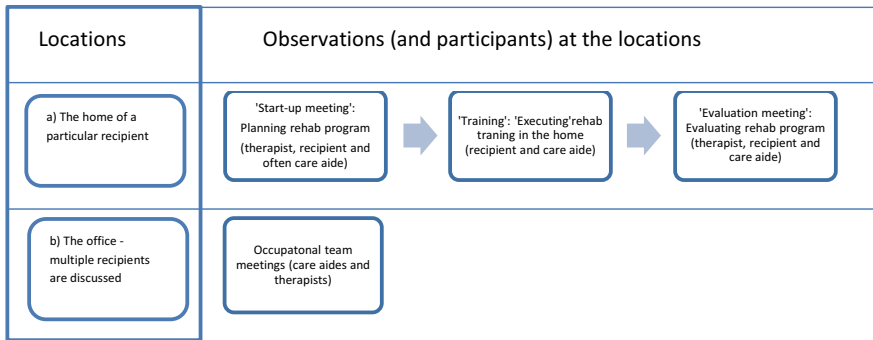 Locations
Observations (and participants) at the locations
a) The home of a
particular recipient
'Start-up meeting':
Planning rehab program
(therapist, recipient and
often care aide)
'Training': 'Executing'rehab
traning in the home
(recipient and care aide)
'Evaluation meeting':
Evaluating rehab program
(therapist, recipient and
care aide)
b) The office -
multiple recipients
are discussed
Occupatonal team
meetings (care aides and
therapists)